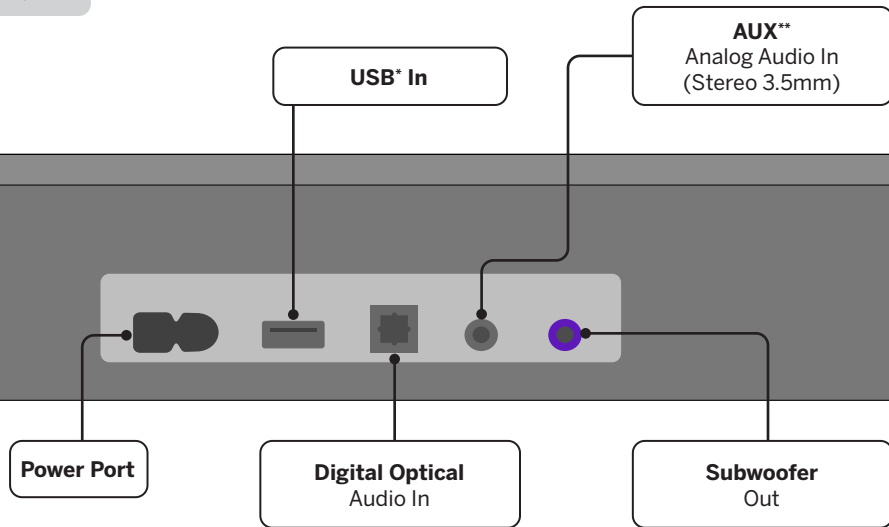 AUX**
Analog Audio In
(Stereo 3.5mm)
USB* In
Power Port
Digital Optical
Audio In
Subwoofer
Out